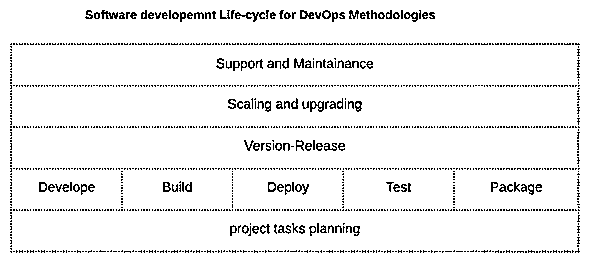 Software developemnt Life-cycle for DevOps Methodologies
Support and Maintainance
Scaling and upgrading
Version-Release
Develope Build Deploy Test Package
project tasks planning